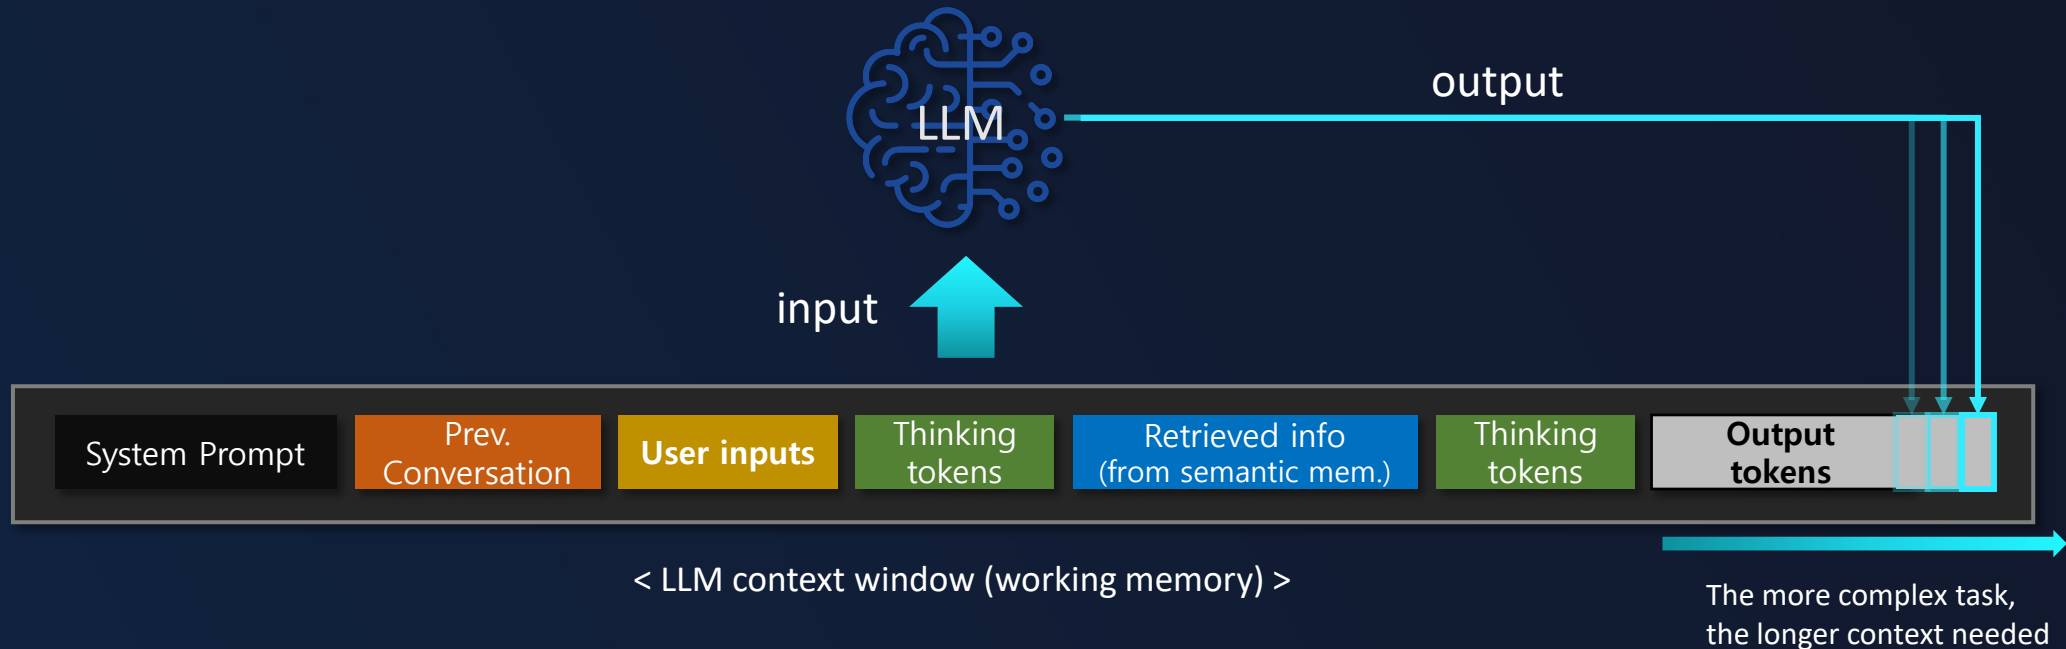 LLM
output
input
System Prompt
Prev.
Conversation
User inputs
Thinking
tokens
Retrieved info
(from semantic mem.)
Thinking
tokens
Output
tokens
< LLM context window (working memory) >
The more complex task,
the longer context needed